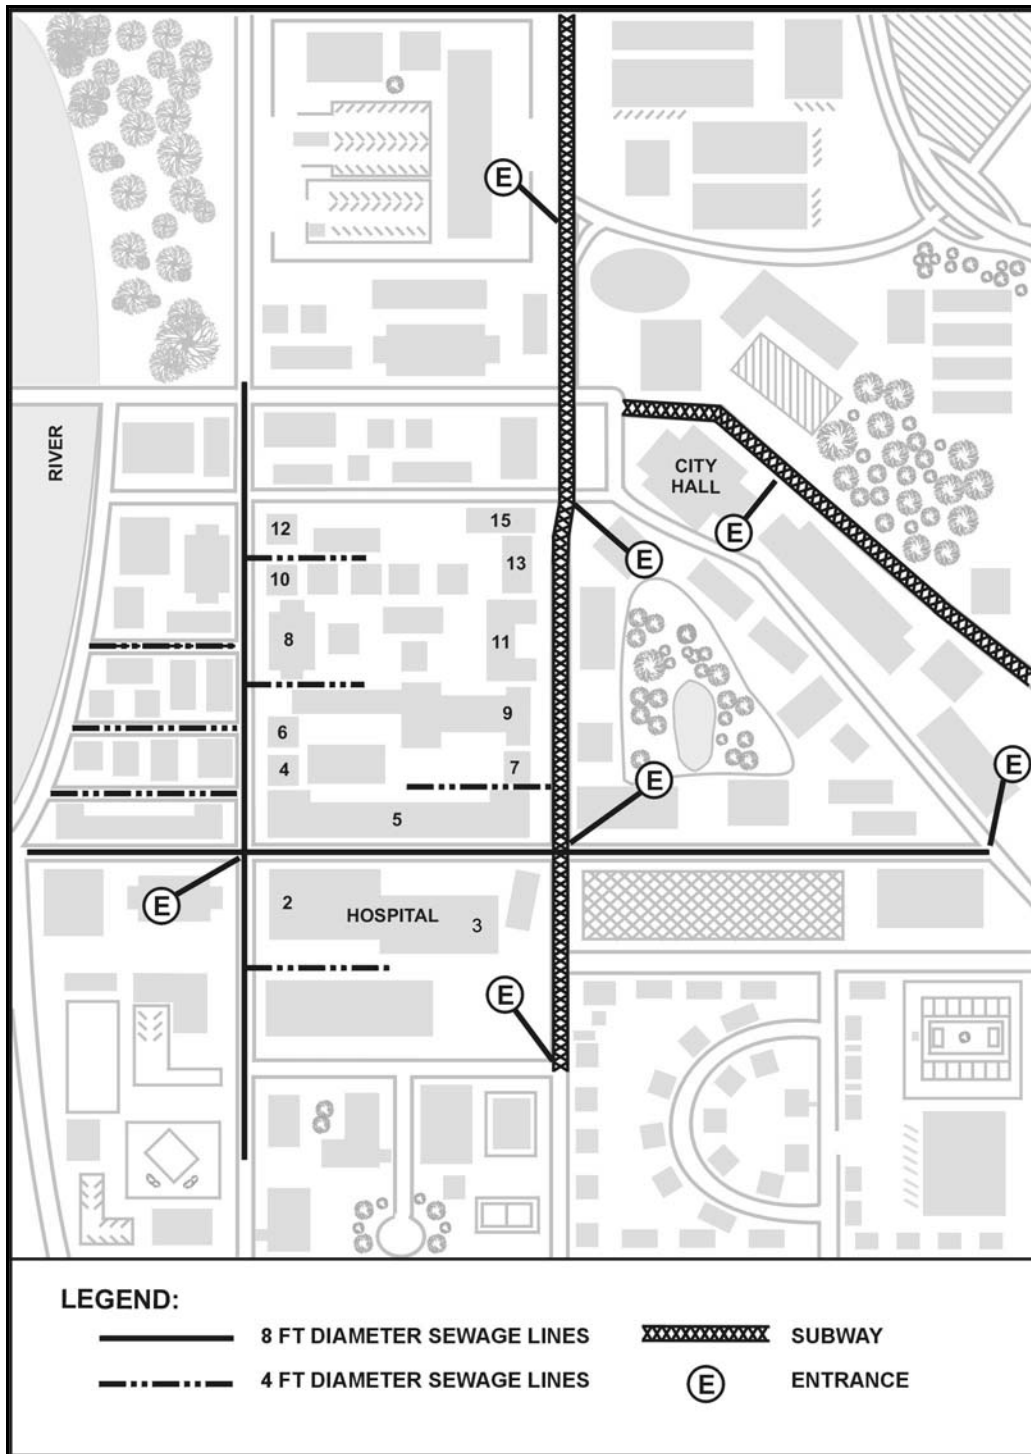 E
RIVER
CITY
HALL
E
12
15
E
10
13
8
11
9
6
4
7
E
E
5
E
2
HOSPITAL
3
E
LEGEND:
8 FT DIAMETER SEWAGE LINES
SUBWAY
4 FT DIAMETER SEWAGE LINES
E
ENTRANCE